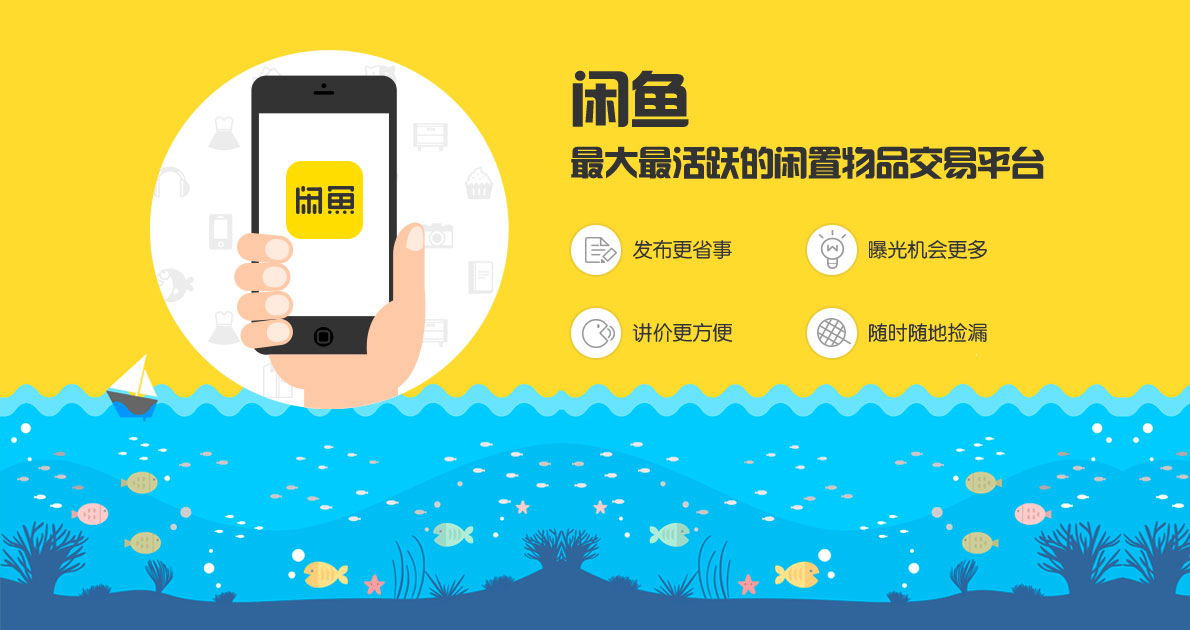 闲鱼
闲鱼
最大最活跃的闲置物品交易平台
发布更省事
曝光机会更多
讲价更方便
随时随地捡漏